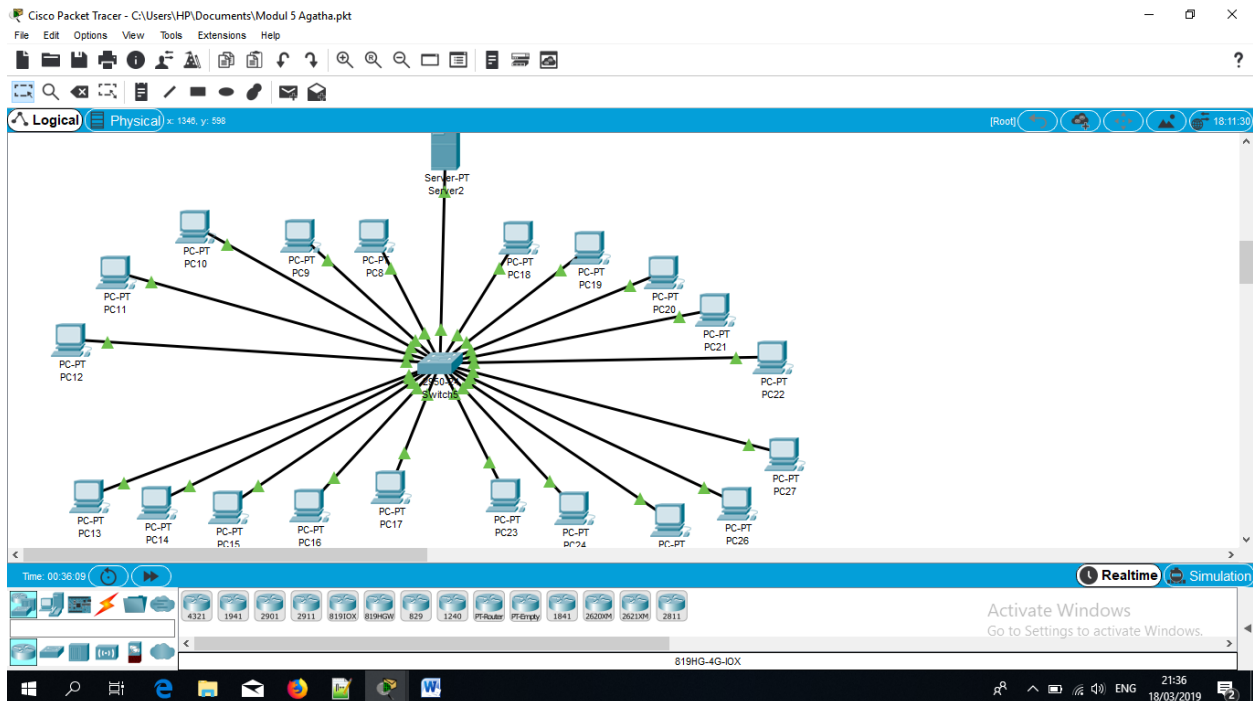 Cisco Packet Tracer - C:\Users\HP\Documents\Modul 5 Agatha.pkt
File Edit Options View Tools Extensions Help
?
Logical Physical x: 1346, y: 598 [Root] 18:11:30
Server-PT
Server2
PC-PT
PC10
PC-PT
PC9
PC-PT
PC8
PC-PT
PC18
PC-PT
PC19
PC-PT
PC11
PC-PT
PC20
PC-PT
PC21
PC-PT
PC12
PC-PT
PC22
2950-24
Switch5
PC-PT
PC27
PC-PT
PC13
PC-PT
PC14
PC-PT
PC15
PC-PT
PC16
PC-PT
PC17
PC-PT
PC23
PC-PT
PC24
PC-PT
PC-PT
PC26
Time: 00:36:09 Realtime Simulation
4321 1941 2901 2911 819IOX 819HGW 829 1240 PT-Router PT-Empty 1841 2620XM 2621XM 2811
Activate Windows
Go to Settings to activate Windows.
819HG-4G-IOX
ENG
21:36
18/03/2019
2